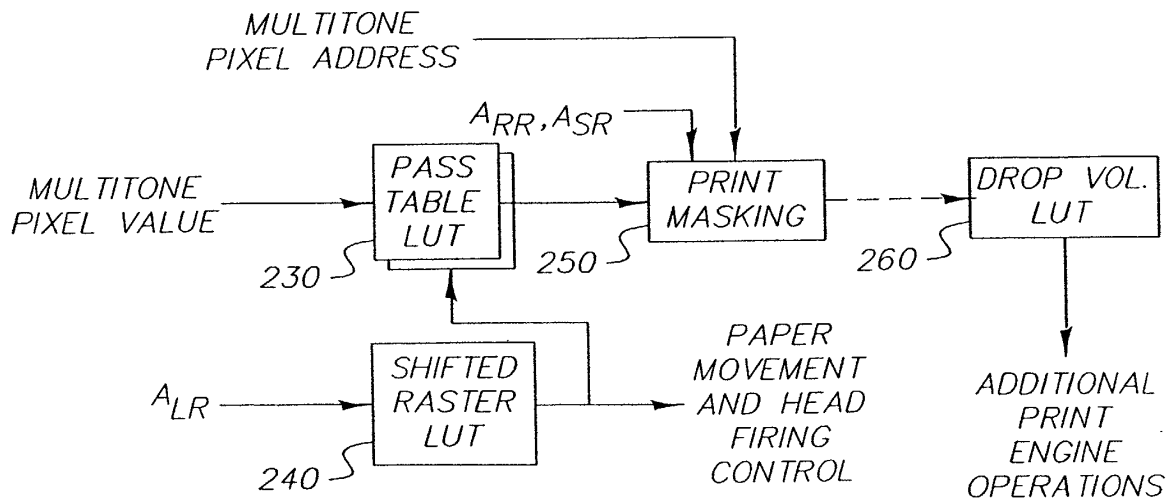 MULTITONE
PIXEL ADDRESS
A_RR, A_SR
MULTITONE
PIXEL VALUE
PASS
TABLE
LUT
230
PRINT
MASKING
250
DROP VOL.
LUT
260
A_LR
SHIFTED
RASTER
LUT
240
PAPER
MOVEMENT
AND HEAD
FIRING
CONTROL
ADDITIONAL
PRINT
ENGINE
OPERATIONS